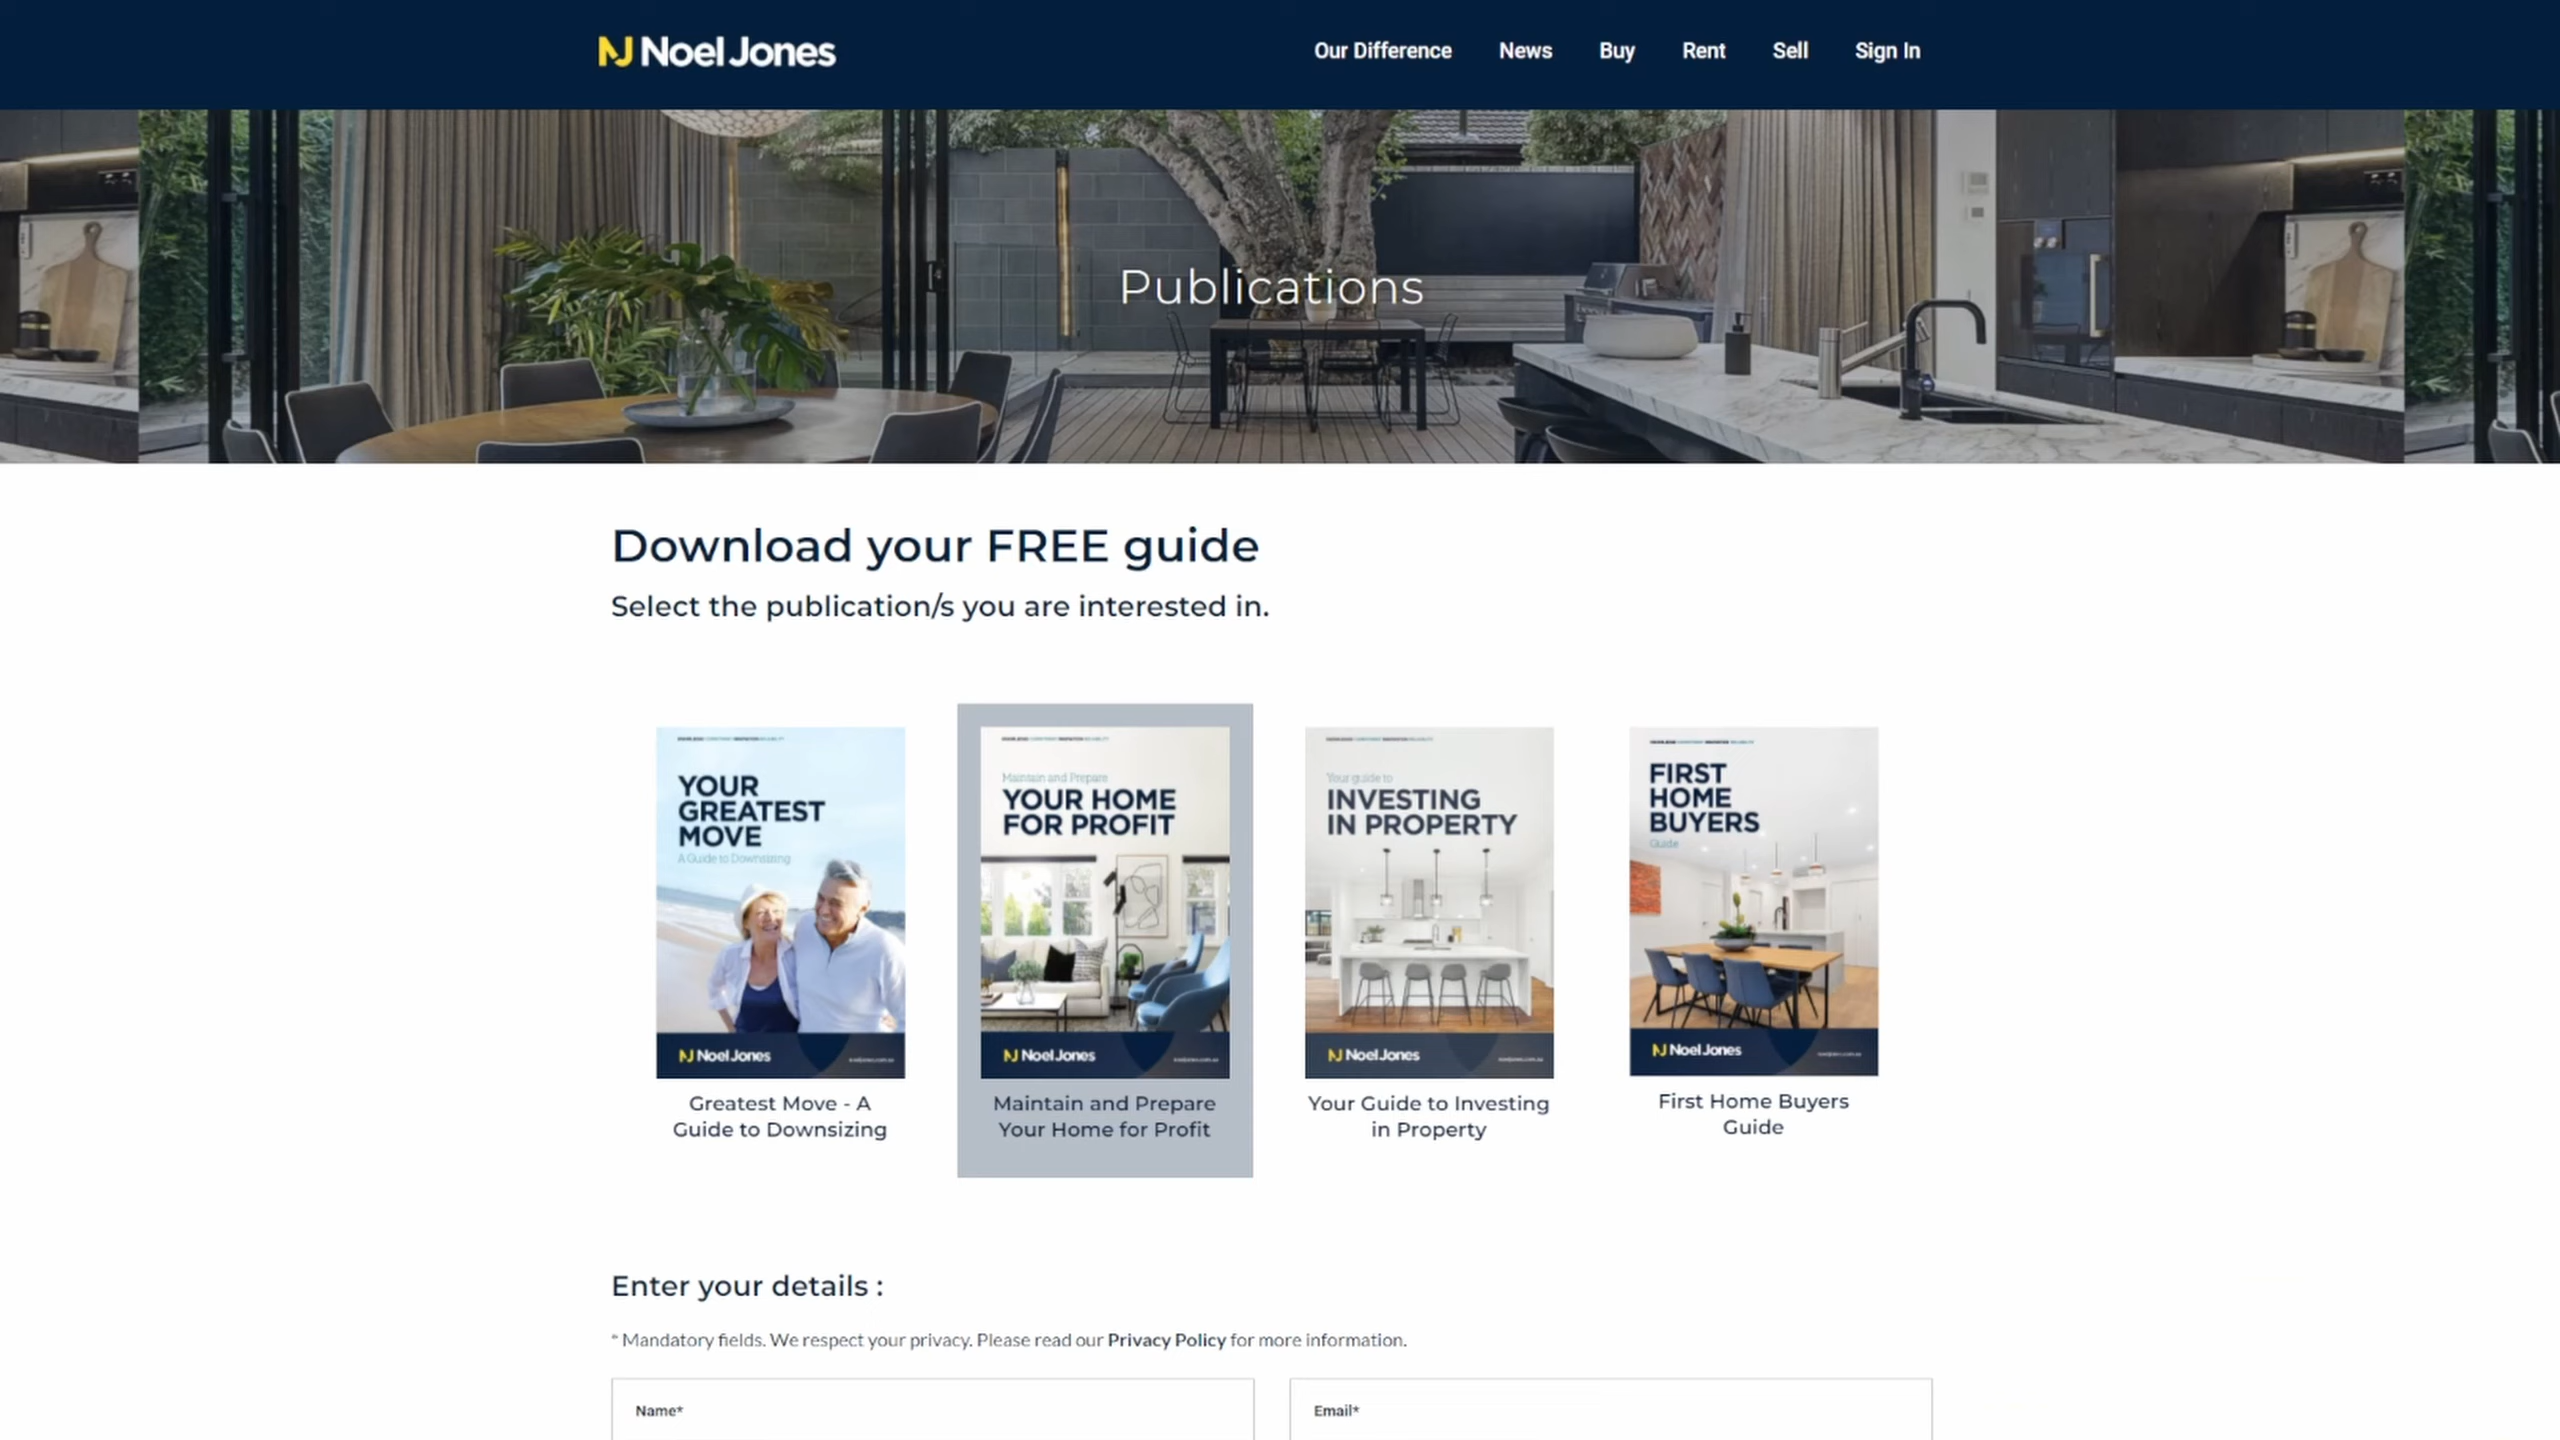 Noel Jones
Our Difference
News
Buy
Rent
Sell
Sign In
Publications
Download your FREE guide
Select the publication/s you are interested in.
YOUR
GREATEST
MOVE
A Guide to Downsizing
Noel Jones
Greatest Move - A
Guide to Downsizing
Maintain and Prepare
YOUR HOME
FOR PROFIT
Noel Jones
Maintain and Prepare
Your Home for Profit
Your guide to
INVESTING
IN PROPERTY
Noel Jones
Your Guide to Investing
in Property
FIRST
HOME
BUYERS
Guide
Noel Jones
First Home Buyers
Guide
Enter your details :
* Mandatory fields. We respect your privacy. Please read our Privacy Policy for more information.
Name*
Email*